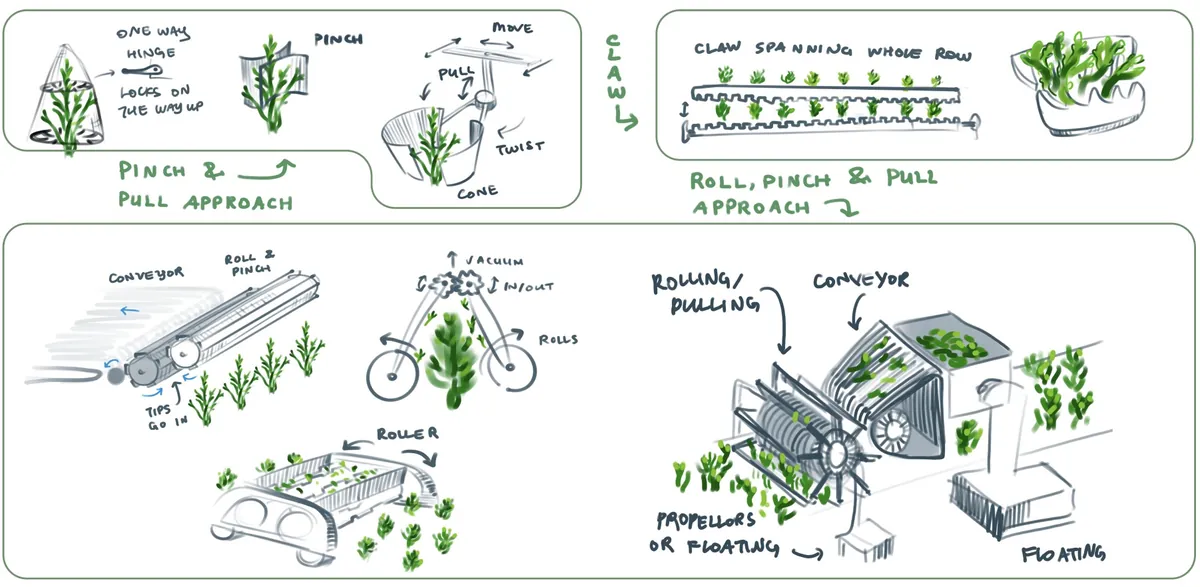 ONE WAY
HINGE
LOCKS ON
THE WAY UP
PINCH
MOVE
PULL
TWIST
CONE
PINCH &
PULL APPROACH
CLAW
CLAW SPANNING WHOLE ROW
ROLL, PINCH & PULL
APPROACH
CONVEYOR
ROLL &
PINCH
TIPS
GO IN
VACUUM
IN/OUT
ROLLS
ROLLER
ROLLING/
PULLING
CONVEYOR
PROPELLORS
OR FLOATING
FLOATING